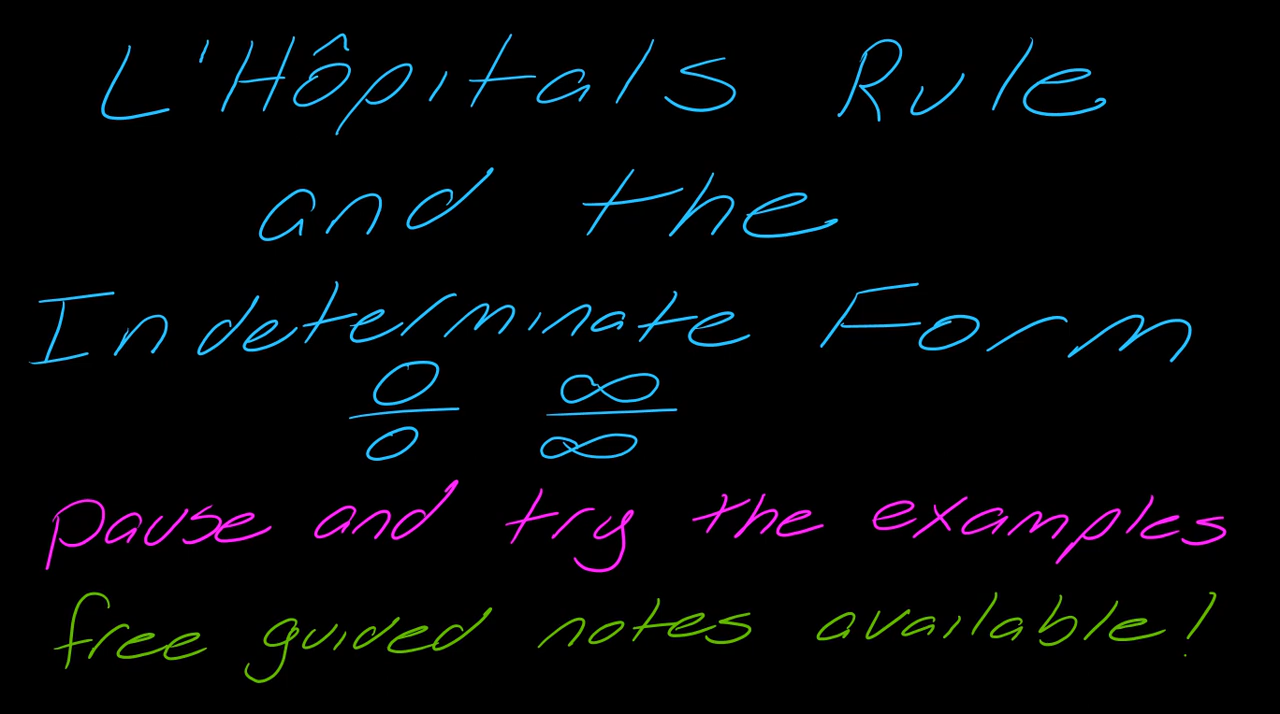 L'Hôpitals Rule
and the
Indeterminate Form
0/0 ∞/∞
pause and try the examples
free guided notes available!